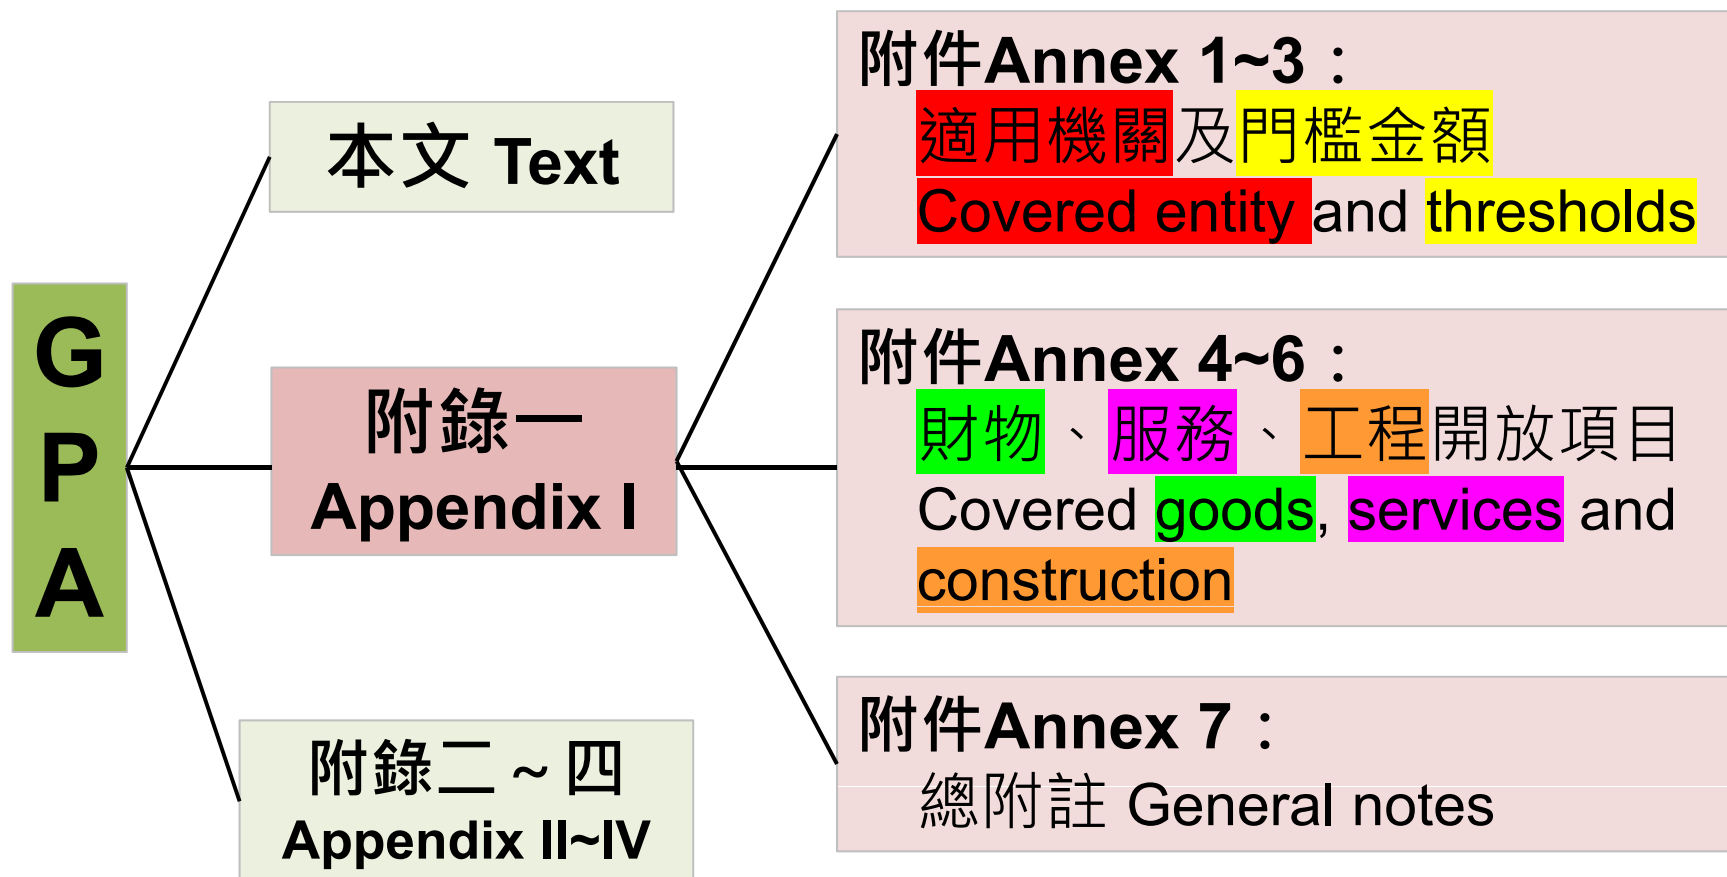 GPA
本文 Text
附錄一
Appendix I
附錄二～四
Appendix II~IV
附件Annex 1~3：
適用機關及門檻金額
Covered entity and thresholds
附件Annex 4~6：
財物、服務、工程開放項目
Covered goods, services and
construction
附件Annex 7：
總附註 General notes